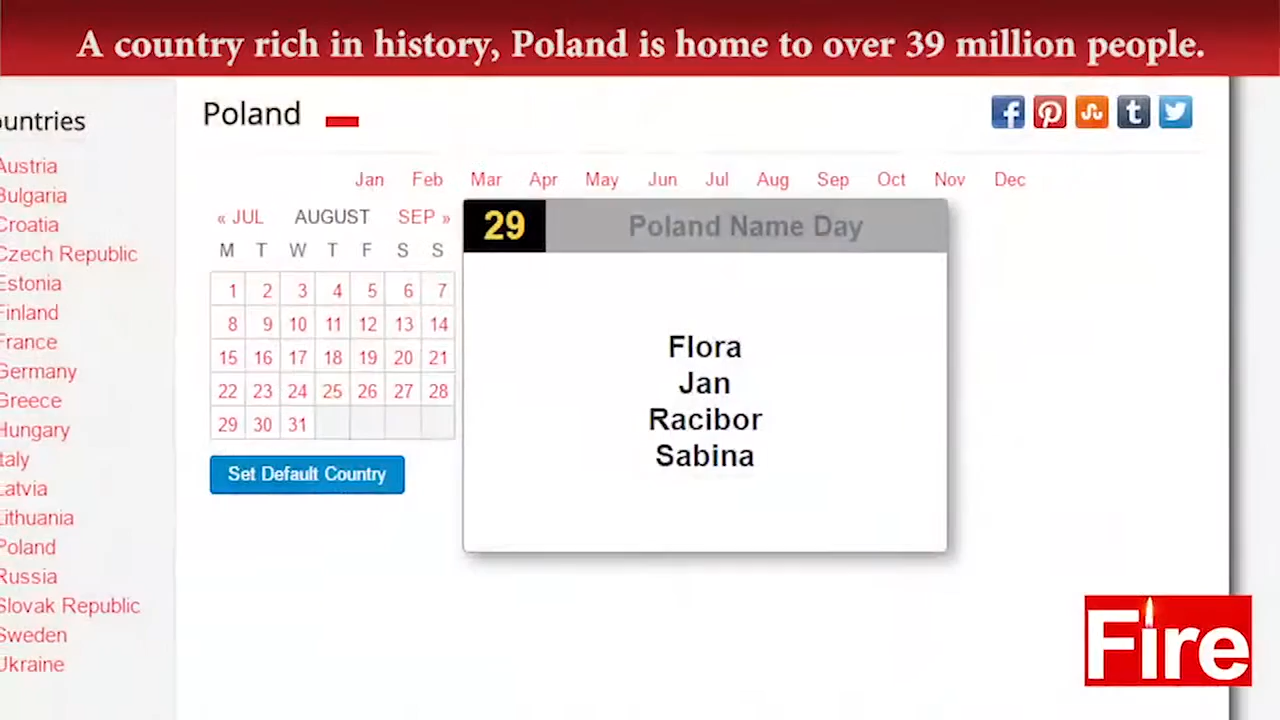 A country rich in history, Poland is home to over 39 million people.
ountries
Austria
Bulgaria
Croatia
Czech Republic
Estonia
Finland
France
Germany
Greece
Hungary
taly
Latvia
Lithuania
Poland
Russia
Slovak Republic
Sweden
Ukraine
Poland
f P t
Jan Feb Mar Apr May Jun Jul Aug Sep Oct Nov Dec
« JUL AUGUST SEP »
M T W T F S S
1 2 3 4 5 6 7
8 9 10 11 12 13 14
15 16 17 18 19 20 21
22 23 24 25 26 27 28
29 30 31
Set Default Country
29 Poland Name Day
Flora
Jan
Racibor
Sabina
Fire